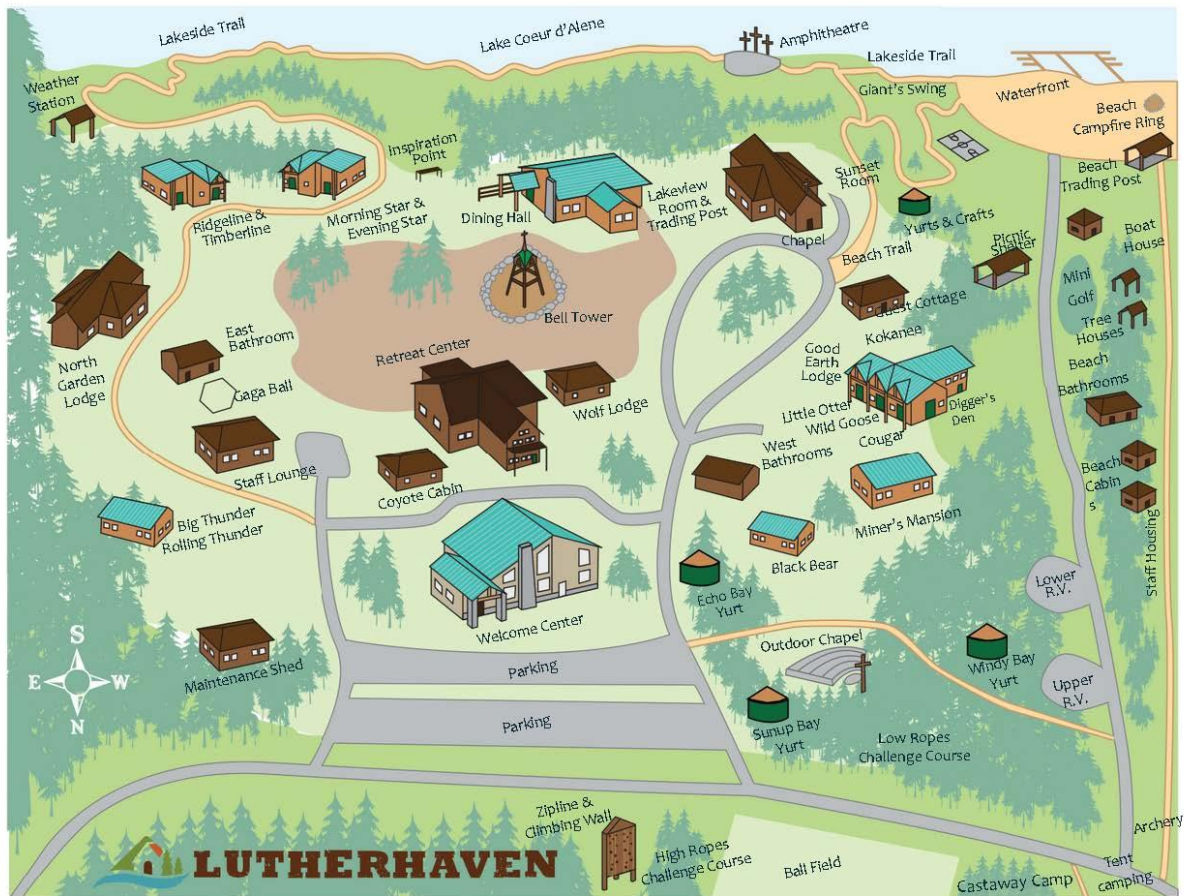 Lakeside Trail
Lake Coeur d'Alene
Amphitheatre
Lakeside Trail
Giant's Swing
Waterfront
Beach
Campfire Ring
Weather
Station
Inspiration
Point
Beach
Trading Post
Ridgeline &
Timberline
Morning Star &
Evening Star
Dining Hall
Lakeview
Room &
Trading Post
Sunset
Room
Chapel
Yurts & Crafts
Picnic
Shelter
Boat
House
Beach Trail
Mini
Golf
Guest Cottage
Kokanee
Tree
Houses
Bell Tower
East
Bathroom
Retreat Center
North
Garden
Lodge
Gaga Ball
Wolf Lodge
Good
Earth
Lodge
Beach
Bathrooms
Little Otter
Wild Goose
Cougar
Digger's
Den
Staff Lounge
Coyote Cabin
West
Bathrooms
Beach
Cabin
s
Big Thunder
Rolling Thunder
Miner's Mansion
Black Bear
Staff Housing
Echo Bay
Yurt
Lower
R.V.
Welcome Center
Outdoor Chapel
Windy Bay
Yurt
Upper
R.V.
S
E
W
N
Maintenance Shed
Parking
Parking
Sunup Bay
Yurt
Low Ropes
Challenge Course
Zipline &
Climbing Wall
High Ropes
Challenge Course
Ball Field
Archery
Tent
camping
Castaway Camp
LUTHERHAVEN